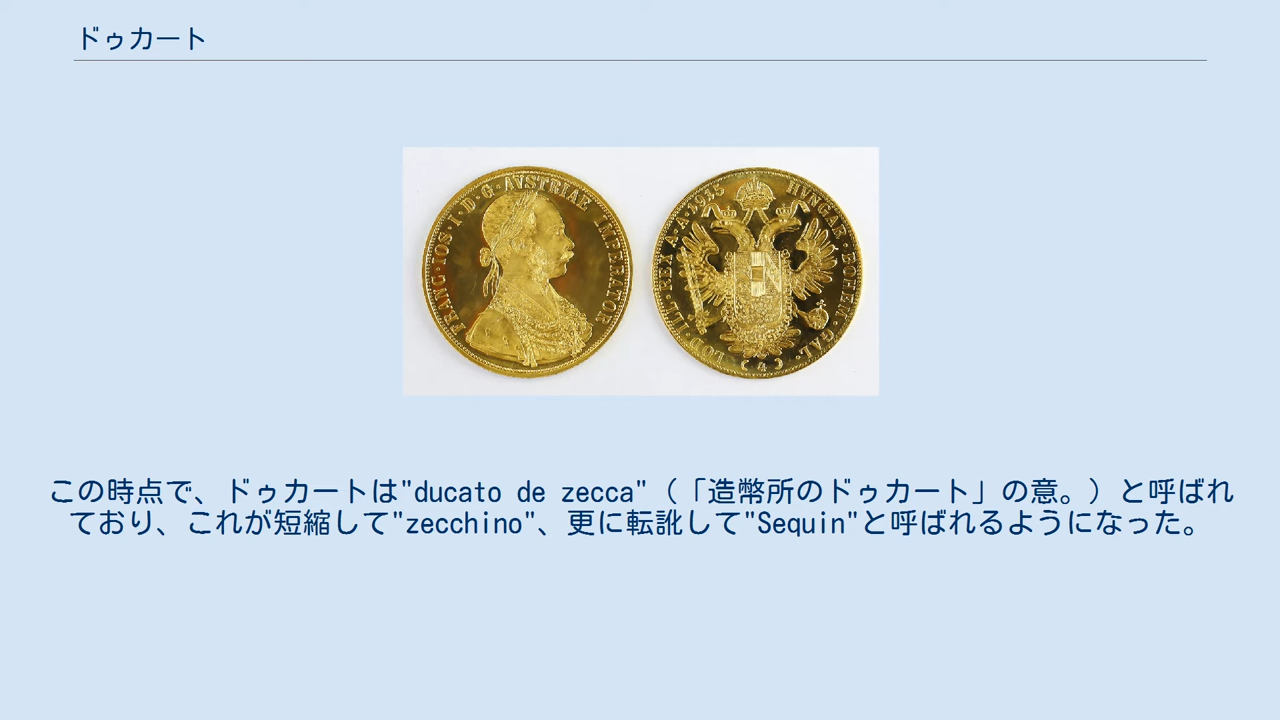 ドゥカート
FRANC·IOS·I·D·G·AVSTRIAE IMPERATOR
HVNGAR·BOHEM·GAL·
LOD·ILL·REX A·A·1915
(4)
この時点で、ドゥカートは"ducato de zecca"（「造幣所のドゥカート」の意。）と呼ばれ
ており、これが短縮して"zecchino"、更に転訛して"Sequin"と呼ばれるようになった。